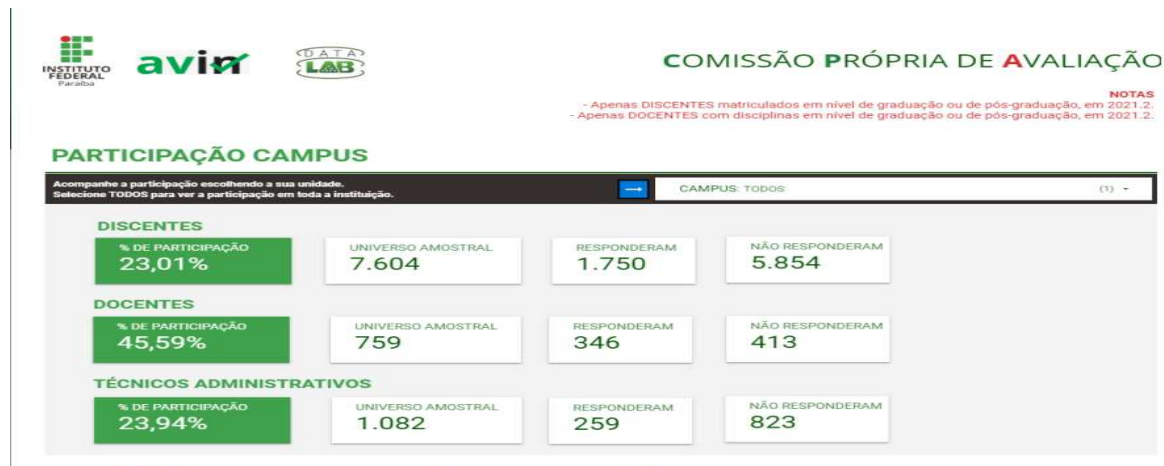 INSTITUTO
FEDERAL
Paraíba
avin
DATA
LAB
COMISSÃO PRÓPRIA DE AVALIAÇÃO
NOTAS
- Apenas DISCENTES matriculados em nível de graduação ou de pós-graduação, em 2021.2.
- Apenas DOCENTES com disciplinas em nível de graduação ou de pós-graduação, em 2021.2.
PARTICIPAÇÃO CAMPUS
Acompanhe a participação escolhendo a sua unidade.
Selecione TODOS para ver a participação em toda a instituição.
CAMPUS: TODOS (1)
DISCENTES
% DE PARTICIPAÇÃO UNIVERSO AMOSTRAL RESPONDERAM NÃO RESPONDERAM
23,01% 7.604 1.750 5.854
DOCENTES
% DE PARTICIPAÇÃO UNIVERSO AMOSTRAL RESPONDERAM NÃO RESPONDERAM
45,59% 759 346 413
TÉCNICOS ADMINISTRATIVOS
% DE PARTICIPAÇÃO UNIVERSO AMOSTRAL RESPONDERAM NÃO RESPONDERAM
23,94% 1.082 259 823